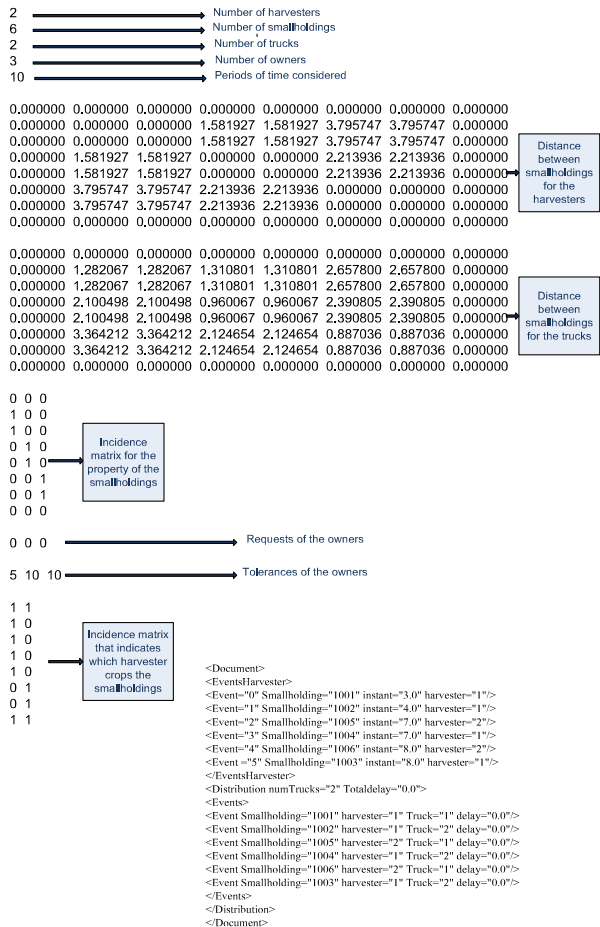 2 Number of harvesters
6 Number of smallholdings
2 Number of trucks
3 Number of owners
10 Periods of time considered
0.000000 0.000000 0.000000 0.000000 0.000000 0.000000 0.000000 0.000000
0.000000 0.000000 0.000000 1.581927 1.581927 3.795747 3.795747 0.000000
0.000000 0.000000 0.000000 1.581927 1.581927 3.795747 3.795747 0.000000
0.000000 1.581927 1.581927 0.000000 0.000000 2.213936 2.213936 0.000000
0.000000 1.581927 1.581927 0.000000 0.000000 2.213936 2.213936 0.000000
0.000000 3.795747 3.795747 2.213936 2.213936 0.000000 0.000000 0.000000
0.000000 3.795747 3.795747 2.213936 2.213936 0.000000 0.000000 0.000000
0.000000 0.000000 0.000000 0.000000 0.000000 0.000000 0.000000 0.000000
Distance
between
smallholdings
for the
harvesters
0.000000 0.000000 0.000000 0.000000 0.000000 0.000000 0.000000 0.000000
0.000000 1.282067 1.282067 1.310801 1.310801 2.657800 2.657800 0.000000
0.000000 1.282067 1.282067 1.310801 1.310801 2.657800 2.657800 0.000000
0.000000 2.100498 2.100498 0.960067 0.960067 2.390805 2.390805 0.000000
0.000000 2.100498 2.100498 0.960067 0.960067 2.390805 2.390805 0.000000
0.000000 3.364212 3.364212 2.124654 2.124654 0.887036 0.887036 0.000000
0.000000 3.364212 3.364212 2.124654 2.124654 0.887036 0.887036 0.000000
0.000000 0.000000 0.000000 0.000000 0.000000 0.000000 0.000000 0.000000
Distance
between
smallholdings
for the trucks
0 0 0
1 0 0
1 0 0
0 1 0
0 1 0
0 0 1
0 0 1
0 0 0
Incidence
matrix for the
property of the
smallholdings
0 0 0 Requests of the owners
5 10 10 Tolerances of the owners
1 1
1 0
1 0
1 0
1 0
0 1
0 1
1 1
Incidence matrix
that indicates
which harvester
crops the
smallholdings
<Document>
<EventsHarvester>
<Event="0" Smallholding="1001" instant="3.0" harvester="1"/>
<Event="1" Smallholding="1002" instant="4.0" harvester="1"/>
<Event="2" Smallholding="1005" instant="7.0" harvester="2"/>
<Event="3" Smallholding="1004" instant="7.0" harvester="1"/>
<Event="4" Smallholding="1006" instant="8.0" harvester="2"/>
<Event ="5" Smallholding="1003" instant="8.0" harvester="1"/>
</EventsHarvester>
<Distribution numTrucks="2" Totaldelay="0.0">
<Events>
<Event Smallholding="1001" harvester="1" Truck="1" delay="0.0"/>
<Event Smallholding="1002" harvester="1" Truck="2" delay="0.0"/>
<Event Smallholding="1005" harvester="2" Truck="1" delay="0.0"/>
<Event Smallholding="1004" harvester="1" Truck="2" delay="0.0"/>
<Event Smallholding="1006" harvester="2" Truck="1" delay="0.0"/>
<Event Smallholding="1003" harvester="1" Truck="2" delay="0.0"/>
</Events>
</Distribution>
</Document>